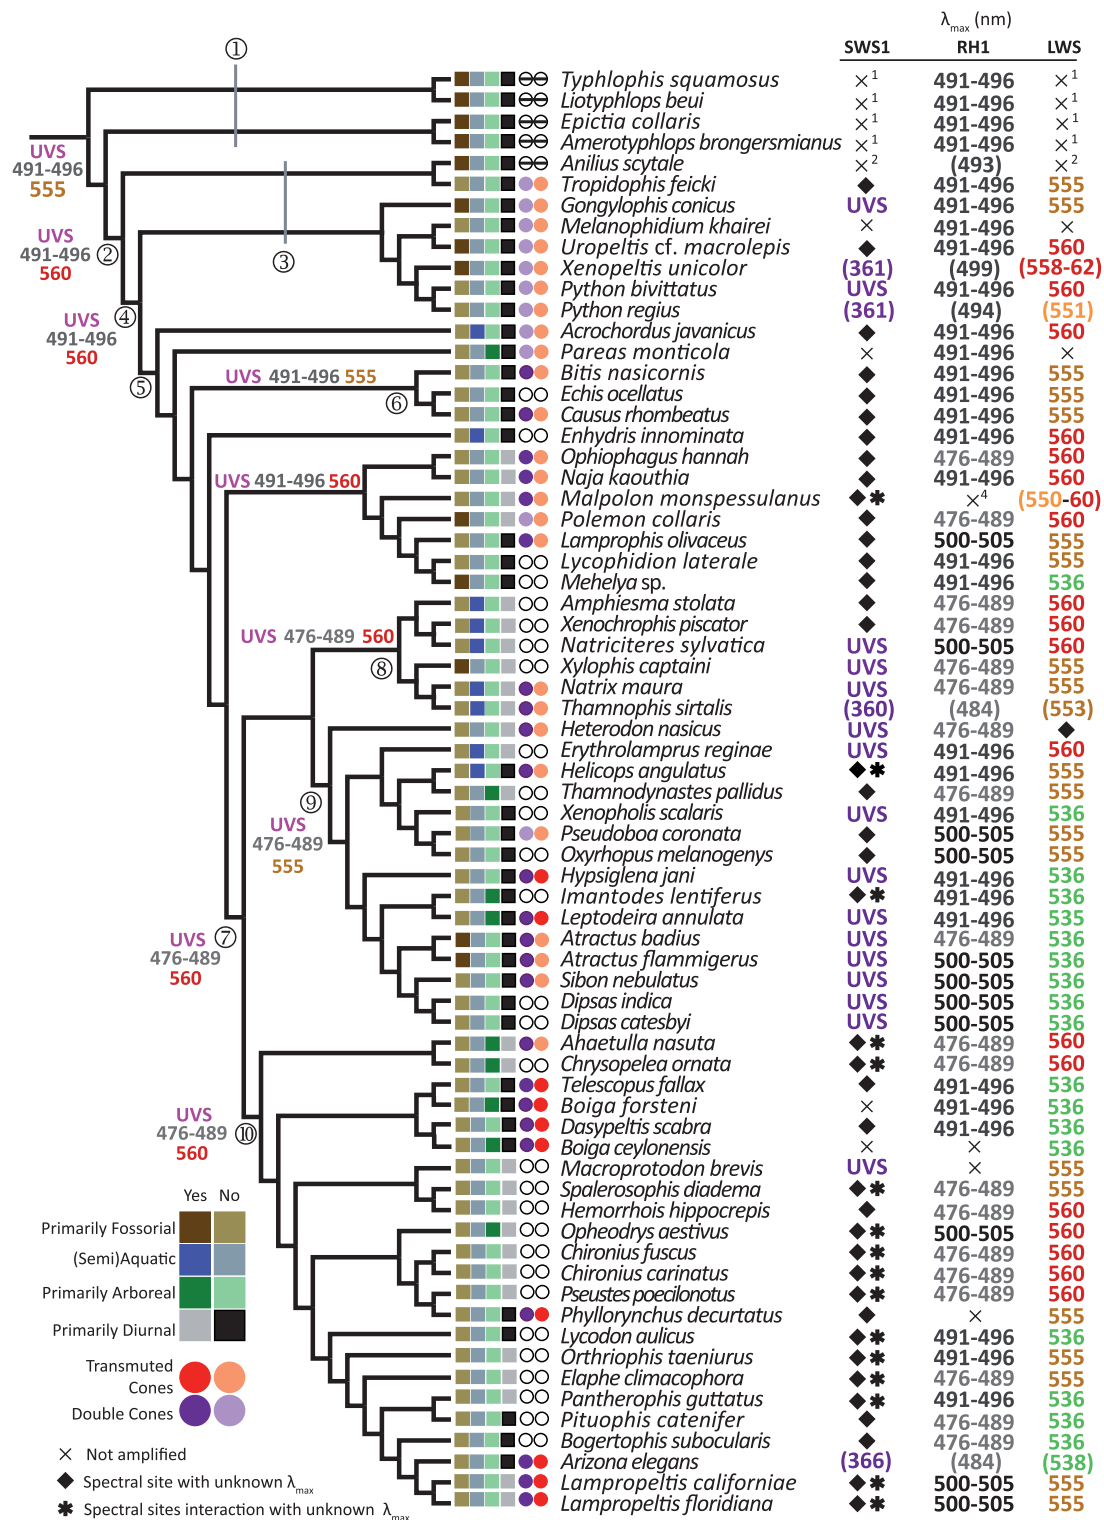 λmax (nm)
SWS1 RH1 LWS
①
Typhlophis squamosus ×1 491-496 ×1
Liotyphlops beui ×1 491-496 ×1
Epictia collaris ×1 491-496 ×1
Amerotyphlops brongersmianus ×1 491-496 ×1
UVS
491-496
555
Anilius scytale ×2 (493) ×2
Tropidophis feicki ◆ 491-496 555
Gongylophis conicus UVS 491-496 555
Melanophidium khairei × 491-496 ×
UVS
491-496
560
②
③
Uropeltis cf. macrolepis ◆ 491-496 560
Xenopeltis unicolor (361) (499) (558-62)
Python bivittatus UVS 491-496 560
Python regius (361) (494) (551)
UVS
491-496
560
④
Acrochordus javanicus ◆ 491-496 560
Pareas monticola × 491-496 ×
⑤
UVS 491-496 555
⑥
Bitis nasicornis ◆ 491-496 555
Echis ocellatus ◆ 491-496 555
Causus rhombeatus ◆ 491-496 555
Enhydris innominata ◆ 491-496 560
Ophiophagus hannah ◆ 476-489 560
UVS 491-496 560
Naja kaouthia ◆ 491-496 560
Malpolon monspessulanus ◆ ✱ ×4 (550-60)
Polemon collaris ◆ 476-489 560
Lamprophis olivaceus ◆ 500-505 555
Lycophidion laterale ◆ 491-496 555
Mehelya sp. ◆ 491-496 536
Amphiesma stolata ◆ 476-489 560
Xenochrophis piscator ◆ 476-489 560
UVS 476-489 560
⑧
Natriciteres sylvatica UVS 500-505 560
Xylophis captaini UVS 476-489 555
Natrix maura UVS 476-489 555
Thamnophis sirtalis (360) (484) (553)
Heterodon nasicus UVS 476-489 ◆
Erythrolamprus reginae UVS 491-496 560
Helicops angulatus ◆ ✱ 491-496 555
Thamnodynastes pallidus ◆ 476-489 555
⑨
UVS
476-489
555
Xenopholis scalaris UVS 491-496 536
Pseudoboa coronata ◆ 500-505 555
Oxyrhopus melanogenys ◆ 500-505 555
Hypsiglena jani UVS 491-496 536
Imantodes lentiferus ◆ ✱ 491-496 536
Leptodeira annulata UVS 491-496 535
UVS
476-489
560
⑦
Atractus badius UVS 476-489 536
Atractus flammigerus UVS 500-505 536
Sibon nebulatus UVS 500-505 536
Dipsas indica UVS 500-505 536
Dipsas catesbyi UVS 500-505 536
Ahaetulla nasuta ◆ ✱ 476-489 560
Chrysopelea ornata ◆ ✱ 476-489 560
Telescopus fallax ◆ 491-496 536
Boiga forsteni × 491-496 536
Dasypeltis scabra ◆ 491-496 536
Boiga ceylonensis × × 536
UVS
476-489
560
⑩
Macroprotodon brevis UVS × 555
Spalerosophis diadema ◆ ✱ 476-489 555
Hemorrhois hippocrepis ◆ 476-489 560
Opheodrys aestivus ◆ ✱ 500-505 560
Chironius fuscus ◆ ✱ 476-489 560
Chironius carinatus ◆ ✱ 476-489 560
Pseustes poecilonotus ◆ ✱ 476-489 560
Phyllorynchus decurtatus ◆ × 555
Lycodon aulicus ◆ ✱ 491-496 536
Orthriophis taeniurus ◆ ✱ 491-496 555
Elaphe climacophora ◆ ✱ 476-489 555
Pantherophis guttatus ◆ ✱ 491-496 536
Pituophis catenifer ◆ 476-489 536
Bogertophis subocularis ◆ 476-489 536
Arizona elegans (366) (484) (538)
Lampropeltis californiae ◆ ✱ 500-505 555
Lampropeltis floridiana ◆ ✱ 500-505 555
Yes No
Primarily Fossorial
(Semi)Aquatic
Primarily Arboreal
Primarily Diurnal
Transmuted
Cones
Double Cones
× Not amplified
◆ Spectral site with unknown λmax
✱ Spectral sites interaction with unknown λmax